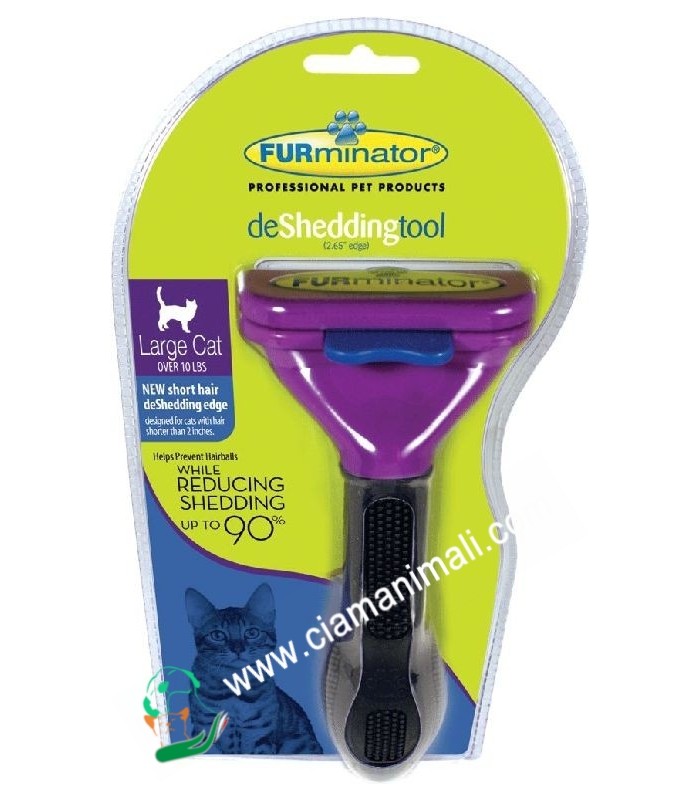 FURminator®
PROFESSIONAL PET PRODUCTS
deSheddingtool
(2.65" edge)
FURminator®
Large Cat
OVER 10 LBS
NEW short hair
deShedding edge
designed for cats with hair
shorter than 2 inches.
Helps Prevent Hairballs
WHILE
REDUCING
SHEDDING
UP TO 90%
www.ciamanimali.com